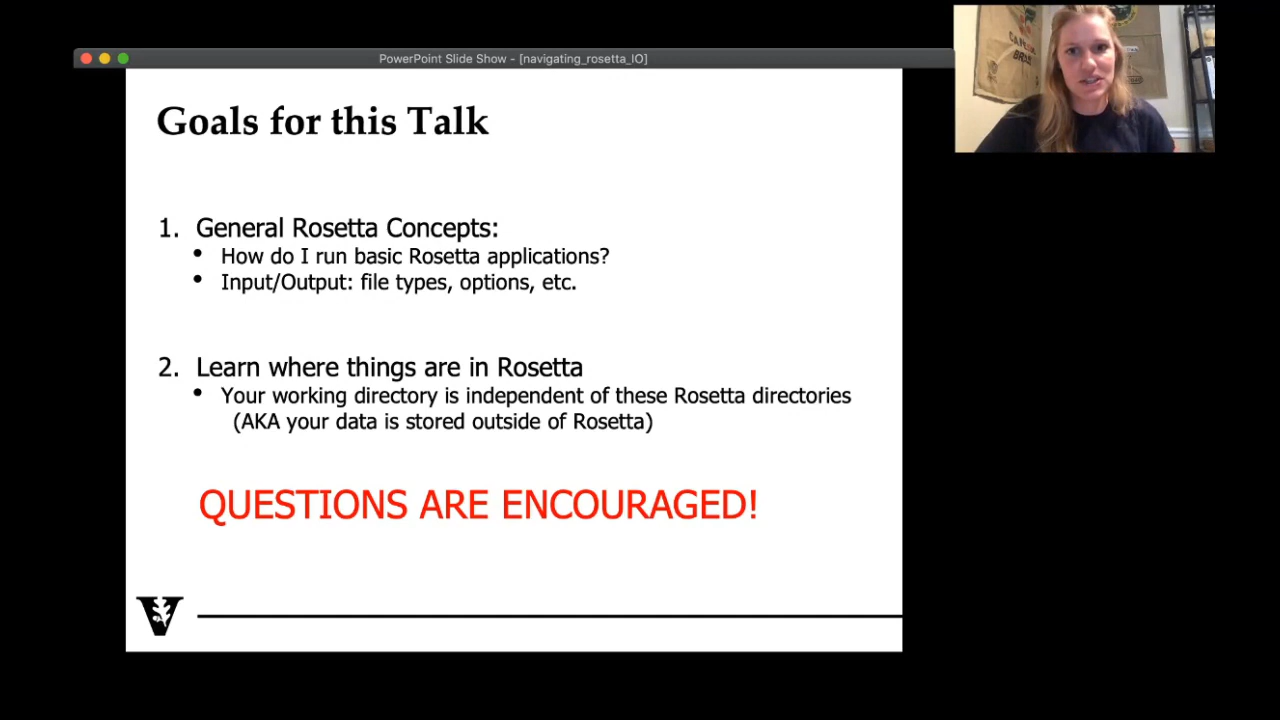 PowerPoint Slide Show - [navigating_rosetta_IO]
Goals for this Talk
1. General Rosetta Concepts:
• How do I run basic Rosetta applications?
• Input/Output: file types, options, etc.
2. Learn where things are in Rosetta
• Your working directory is independent of these Rosetta directories
(AKA your data is stored outside of Rosetta)
QUESTIONS ARE ENCOURAGED!
V